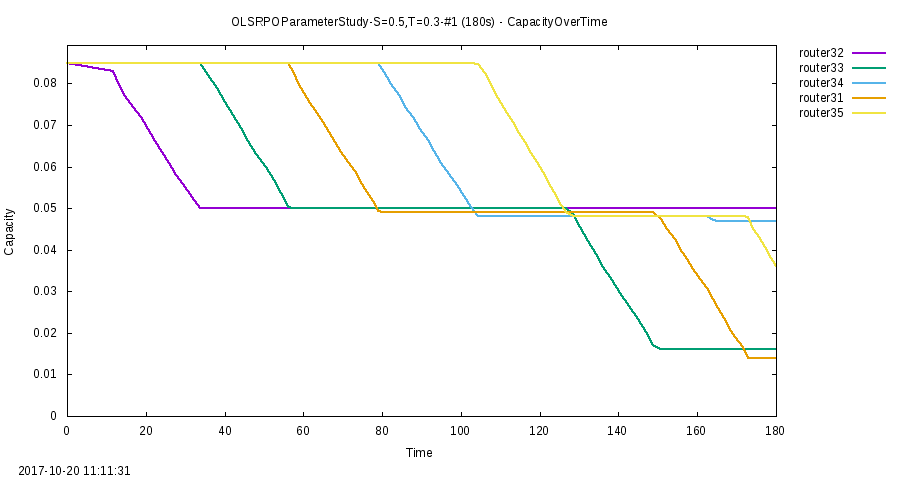 OLSRPOParameterStudy-S=0.5,T=0.3-#1 (180s) - CapacityOverTime
router32
router33
router34
router31
router35
0.08
0.07
0.06
0.05
0.04
0.03
0.02
0.01
0
Capacity
0 20 40 60 80 100 120 140 160 180
Time
2017-10-20 11:11:31